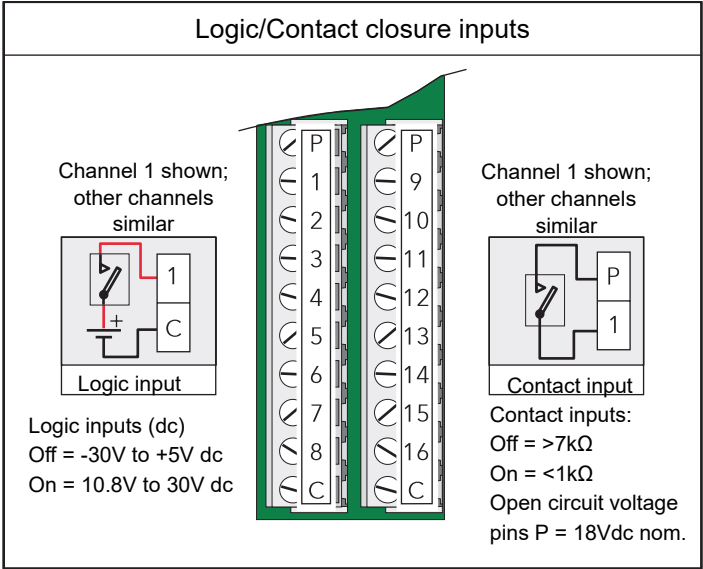 Logic/Contact closure inputs
Channel 1 shown;
other channels
similar
1
+
C
Logic input
Logic inputs (dc)
Off = -30V to +5V dc
On = 10.8V to 30V dc
P
1
2
3
4
5
6
7
8
C
P
9
10
11
12
13
14
15
16
C
Channel 1 shown;
other channels
similar
P
1
Contact input
Contact inputs:
Off = >7kΩ
On = <1kΩ
Open circuit voltage
pins P = 18Vdc nom.